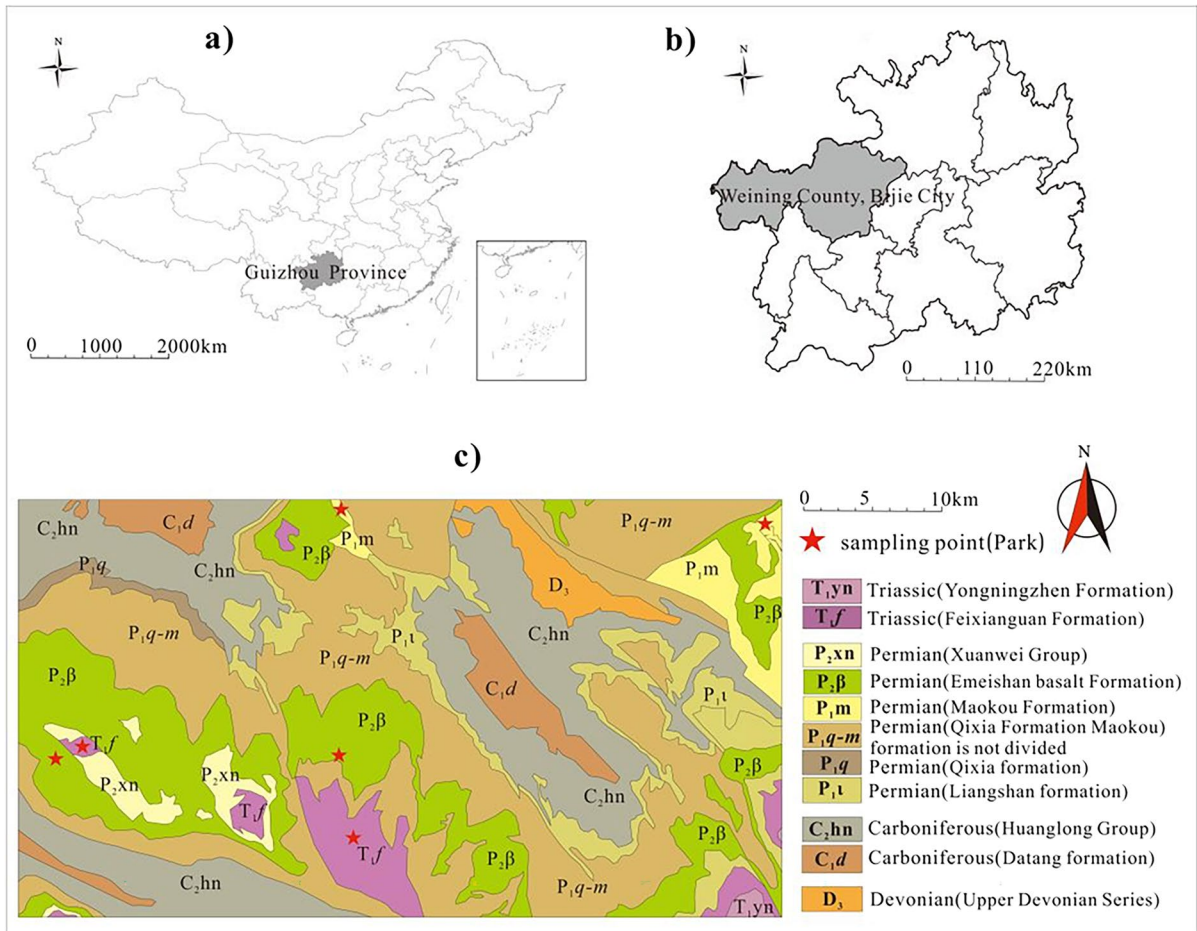 a)
N
Guizhou Province
0 1000 2000km
b)
N
Weining County, Bijie City
0 110 220km
c)
N
0 5 10km
sampling point(Park)
C₂hn
C₁d
P₂β
P₁m
P₁q-m
P₁m
P₁q
C₂hn
D₃
P₂β
P₁q-m
P₁q-m
P₁ι
C₂hn
P₂β
C₁d
P₁ι
P₂β
T₁f
P₂xn
P₂xn
P₂β
T₁f
C₂hn
P₂β
T₁f
P₂β
C₂hn
P₁q-m
T₁yn
T₁yn Triassic(Yongningzhen Formation)
T₁f Triassic(Feixianguan Formation)
P₂xn Permian(Xuanwei Group)
P₂β Permian(Emeishan basalt Formation)
P₁m Permian(Maokou Formation)
P₁q-m Permian(Qixia Formation Maokou)
formation is not divided
P₁q Permian(Qixia formation)
P₁ι Permian(Liangshan formation)
C₂hn Carboniferous(Huanglong Group)
C₁d Carboniferous(Datang formation)
D₃ Devonian(Upper Devonian Series)